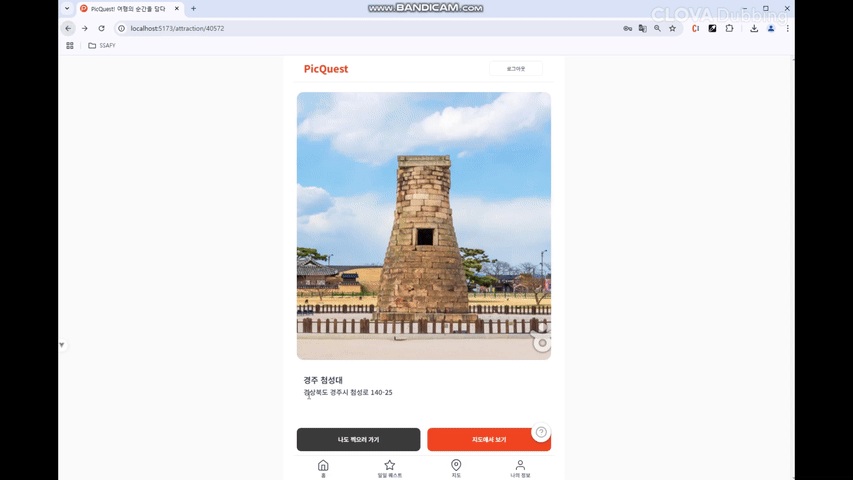 www.BANDICAM.com
CLOVA Dubbing
PicQuest! 여행의 순간을 담다
localhost:5173/attraction/40572
SSAFY
PicQuest
로그아웃
경주 첨성대
경상북도 경주시 첨성로 140-25
나도 찍으러 가기
지도에서 보기
홈
일일 퀘스트
지도
나의 정보